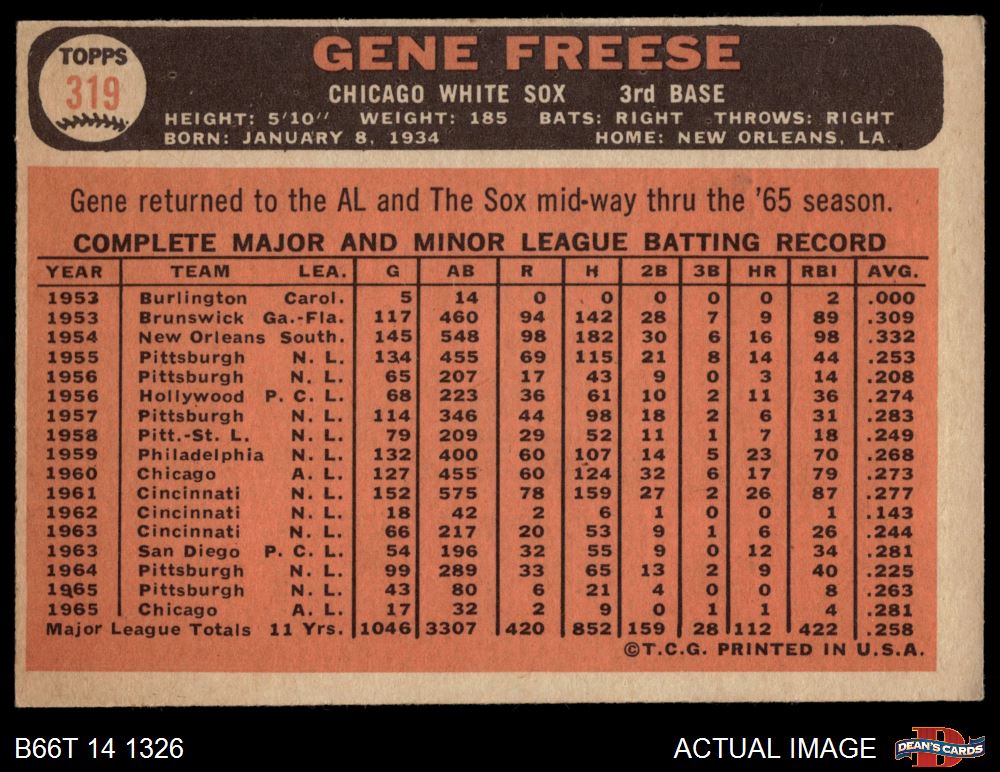 TOPPS
319
GENE FREESE
CHICAGO WHITE SOX 3rd BASE
HEIGHT: 5'10" WEIGHT: 185 BATS: RIGHT THROWS: RIGHT
BORN: JANUARY 8, 1934 HOME: NEW ORLEANS, LA.
Gene returned to the AL and The Sox mid-way thru the '65 season.
COMPLETE MAJOR AND MINOR LEAGUE BATTING RECORD
YEAR TEAM LEA. G AB R H 2B 3B HR RBI AVG.
1953 Burlington Carol. 5 14 0 0 0 0 0 2 .000
1953 Brunswick Ga.-Fla. 117 460 94 142 28 7 9 89 .309
1954 New Orleans South. 145 548 98 182 30 6 16 98 .332
1955 Pittsburgh N. L. 134 455 69 115 21 8 14 44 .253
1956 Pittsburgh N. L. 65 207 17 43 9 0 3 14 .208
1956 Hollywood P. C. L. 68 223 36 61 10 2 11 36 .274
1957 Pittsburgh N. L. 114 346 44 98 18 2 6 31 .283
1958 Pitt.-St. L. N. L. 79 209 29 52 11 1 7 18 .249
1959 Philadelphia N. L. 132 400 60 107 14 5 23 70 .268
1960 Chicago A. L. 127 455 60 124 32 6 17 79 .273
1961 Cincinnati N. L. 152 575 78 159 27 2 26 87 .277
1962 Cincinnati N. L. 18 42 2 6 1 0 0 1 .143
1963 Cincinnati N. L. 66 217 20 53 9 1 6 26 .244
1963 San Diego P. C. L. 54 196 32 55 9 0 12 34 .281
1964 Pittsburgh N. L. 99 289 33 65 13 2 9 40 .225
1965 Pittsburgh N. L. 43 80 6 21 4 0 0 8 .263
1965 Chicago A. L. 17 32 2 9 0 1 1 4 .281
Major League Totals 11 Yrs. 1046 3307 420 852 159 28 112 422 .258
©T.C.G. PRINTED IN U.S.A.
B66T 14 1326
ACTUAL IMAGE
D
DEAN'S CARDS